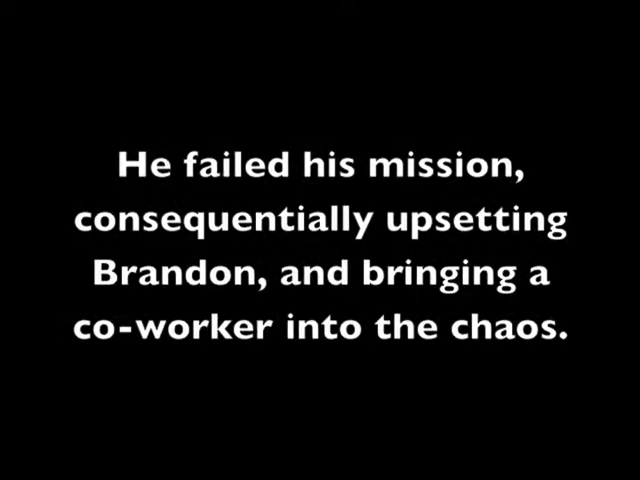 He failed his mission,
consequentially upsetting
Brandon, and bringing a
co-worker into the chaos.